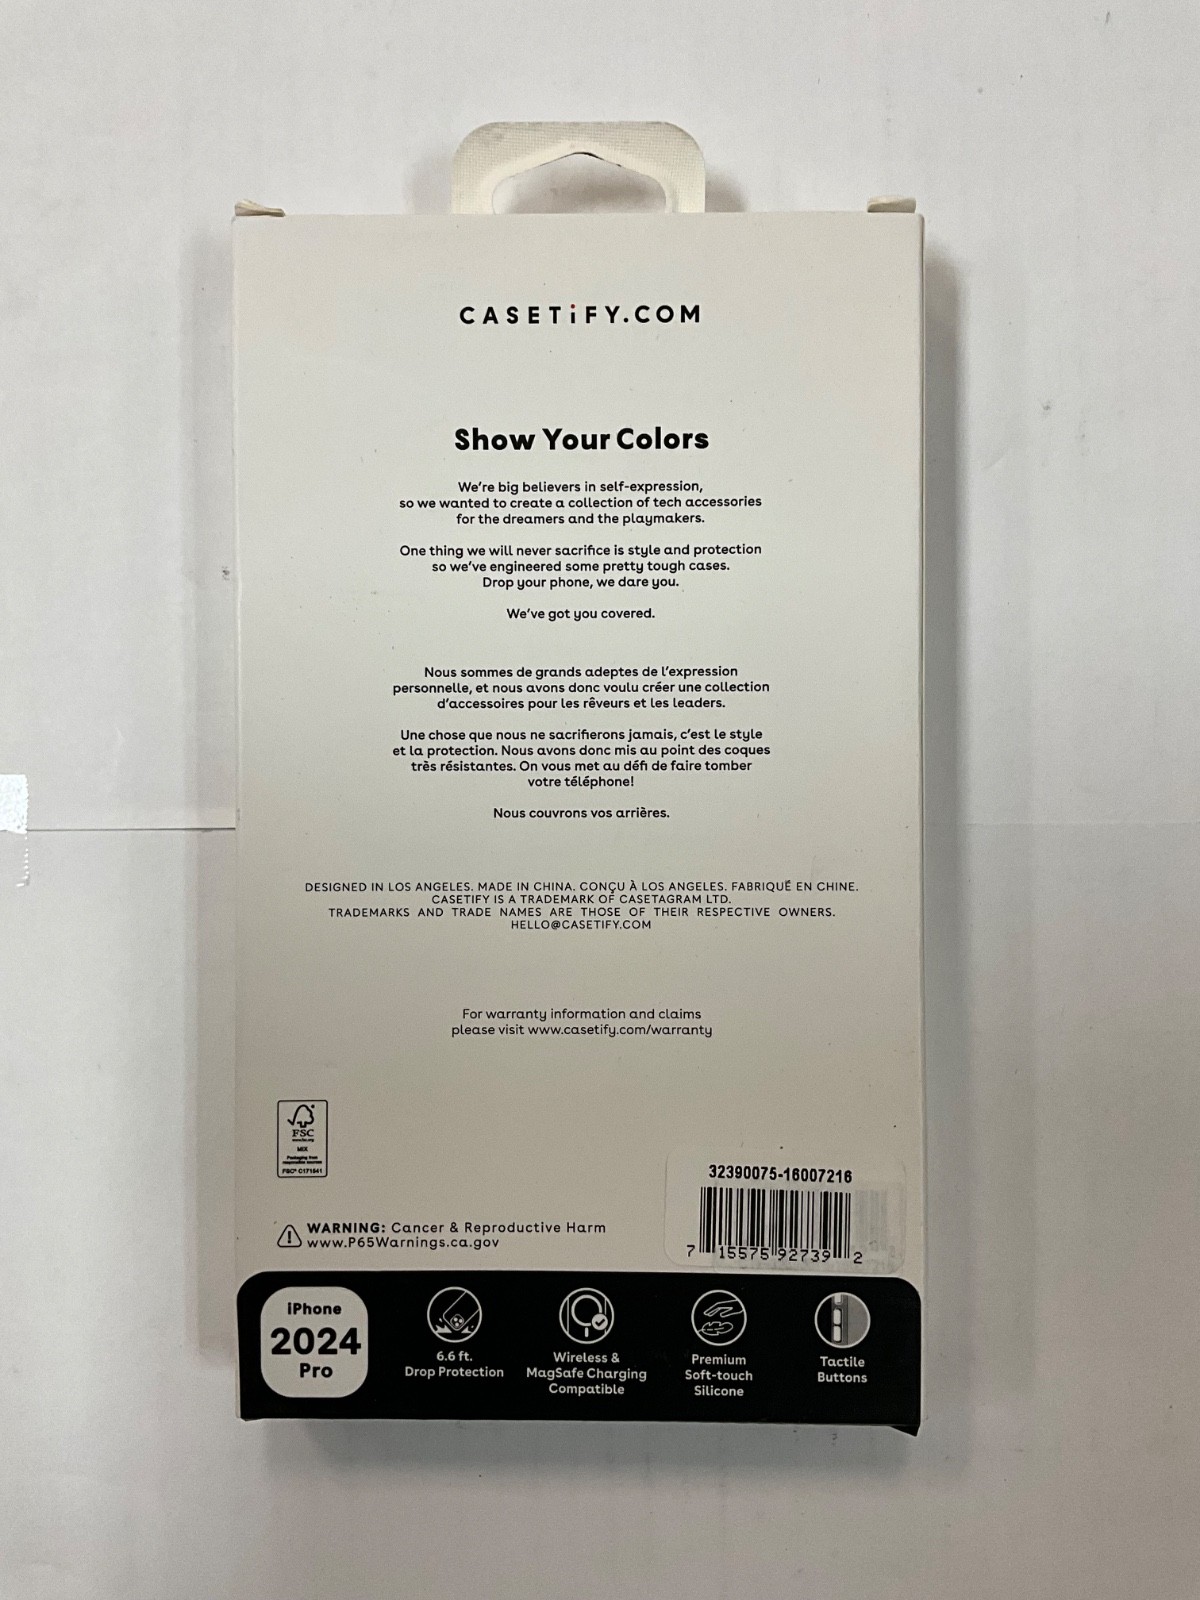 CASETiFY.COM
Show Your Colors
We're big believers in self-expression,
so we wanted to create a collection of tech accessories
for the dreamers and the playmakers.
One thing we will never sacrifice is style and protection
so we've engineered some pretty tough cases.
Drop your phone, we dare you.
We've got you covered.
Nous sommes de grands adeptes de l'expression
personnelle, et nous avons donc voulu créer une collection
d'accessoires pour les rêveurs et les leaders.
Une chose que nous ne sacrifierons jamais, c'est le style
et la protection. Nous avons donc mis au point des coques
très résistantes. On vous met au défi de faire tomber
votre téléphone!
Nous couvrons vos arrières.
DESIGNED IN LOS ANGELES. MADE IN CHINA. CONÇU À LOS ANGELES. FABRIQUÉ EN CHINE.
CASETIFY IS A TRADEMARK OF CASETAGRAM LTD.
TRADEMARKS AND TRADE NAMES ARE THOSE OF THEIR RESPECTIVE OWNERS.
HELLO@CASETIFY.COM
For warranty information and claims
please visit www.casetify.com/warranty
FSC
www.fsc.org
MIX
Packaging from
responsible sources
FSC® C171541
32390075-16007216
7 15575 92739 2
WARNING: Cancer & Reproductive Harm
www.P65Warnings.ca.gov
iPhone
2024
Pro
6.6 ft.
Drop Protection
Wireless &
MagSafe Charging
Compatible
Premium
Soft-touch
Silicone
Tactile
Buttons